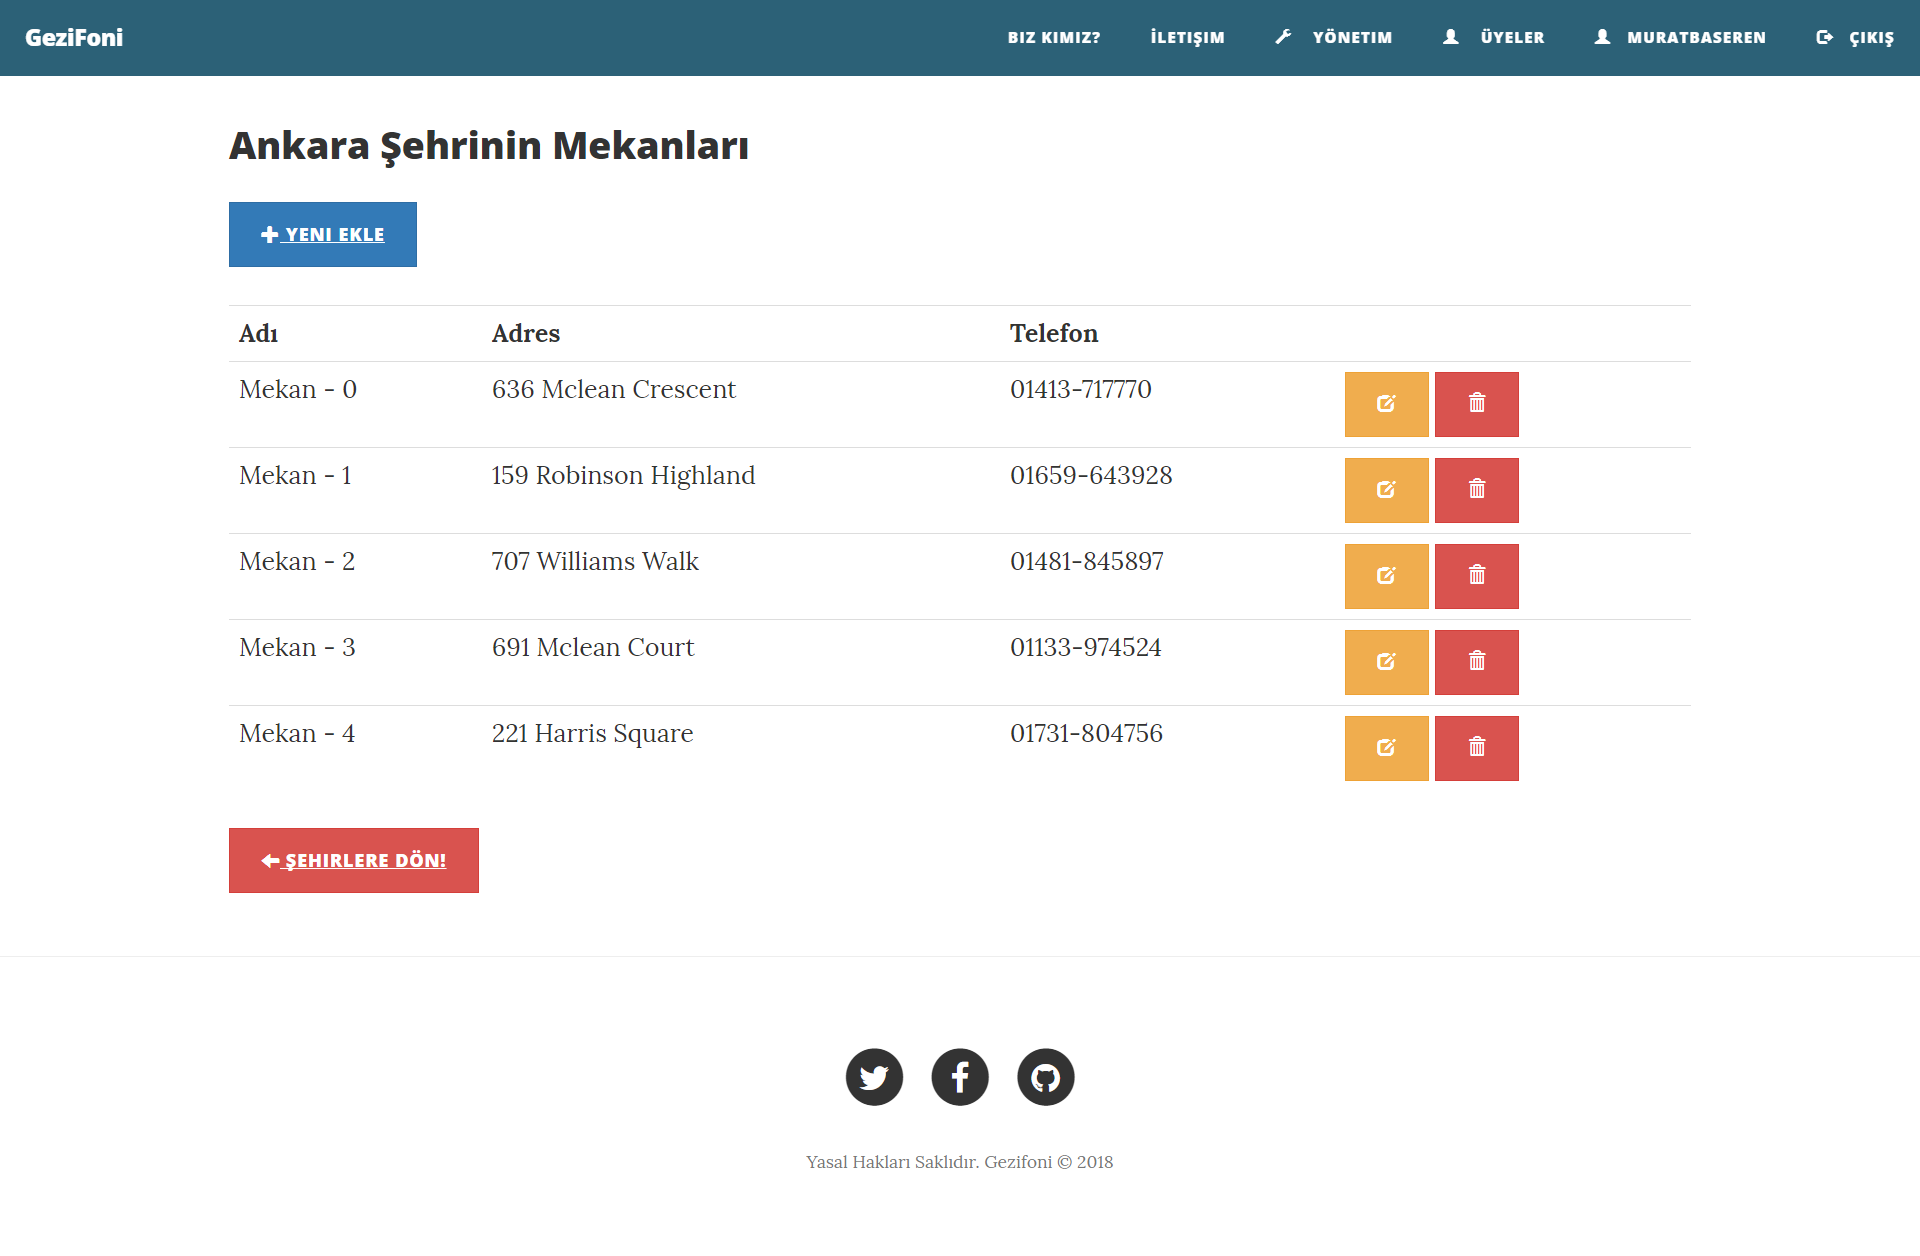 GeziFoni BIZ KIMIZ? İLETIŞIM YÖNETIM ÜYELER MURATBASEREN ÇIKIŞ
Ankara Şehrinin Mekanları
YENI EKLE
Adı Adres Telefon
Mekan - 0 636 Mclean Crescent 01413-717770
Mekan - 1 159 Robinson Highland 01659-643928
Mekan - 2 707 Williams Walk 01481-845897
Mekan - 3 691 Mclean Court 01133-974524
Mekan - 4 221 Harris Square 01731-804756
ŞEHIRLERE DÖN!
Yasal Hakları Saklıdır. Gezifoni © 2018